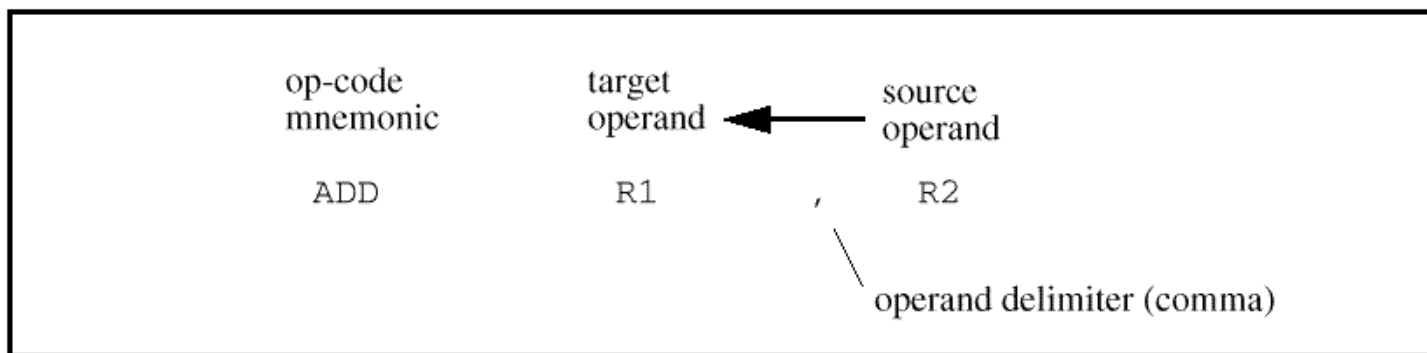 op-code
mnemonic
target
operand
source
operand
ADD R1 , R2
operand delimiter (comma)